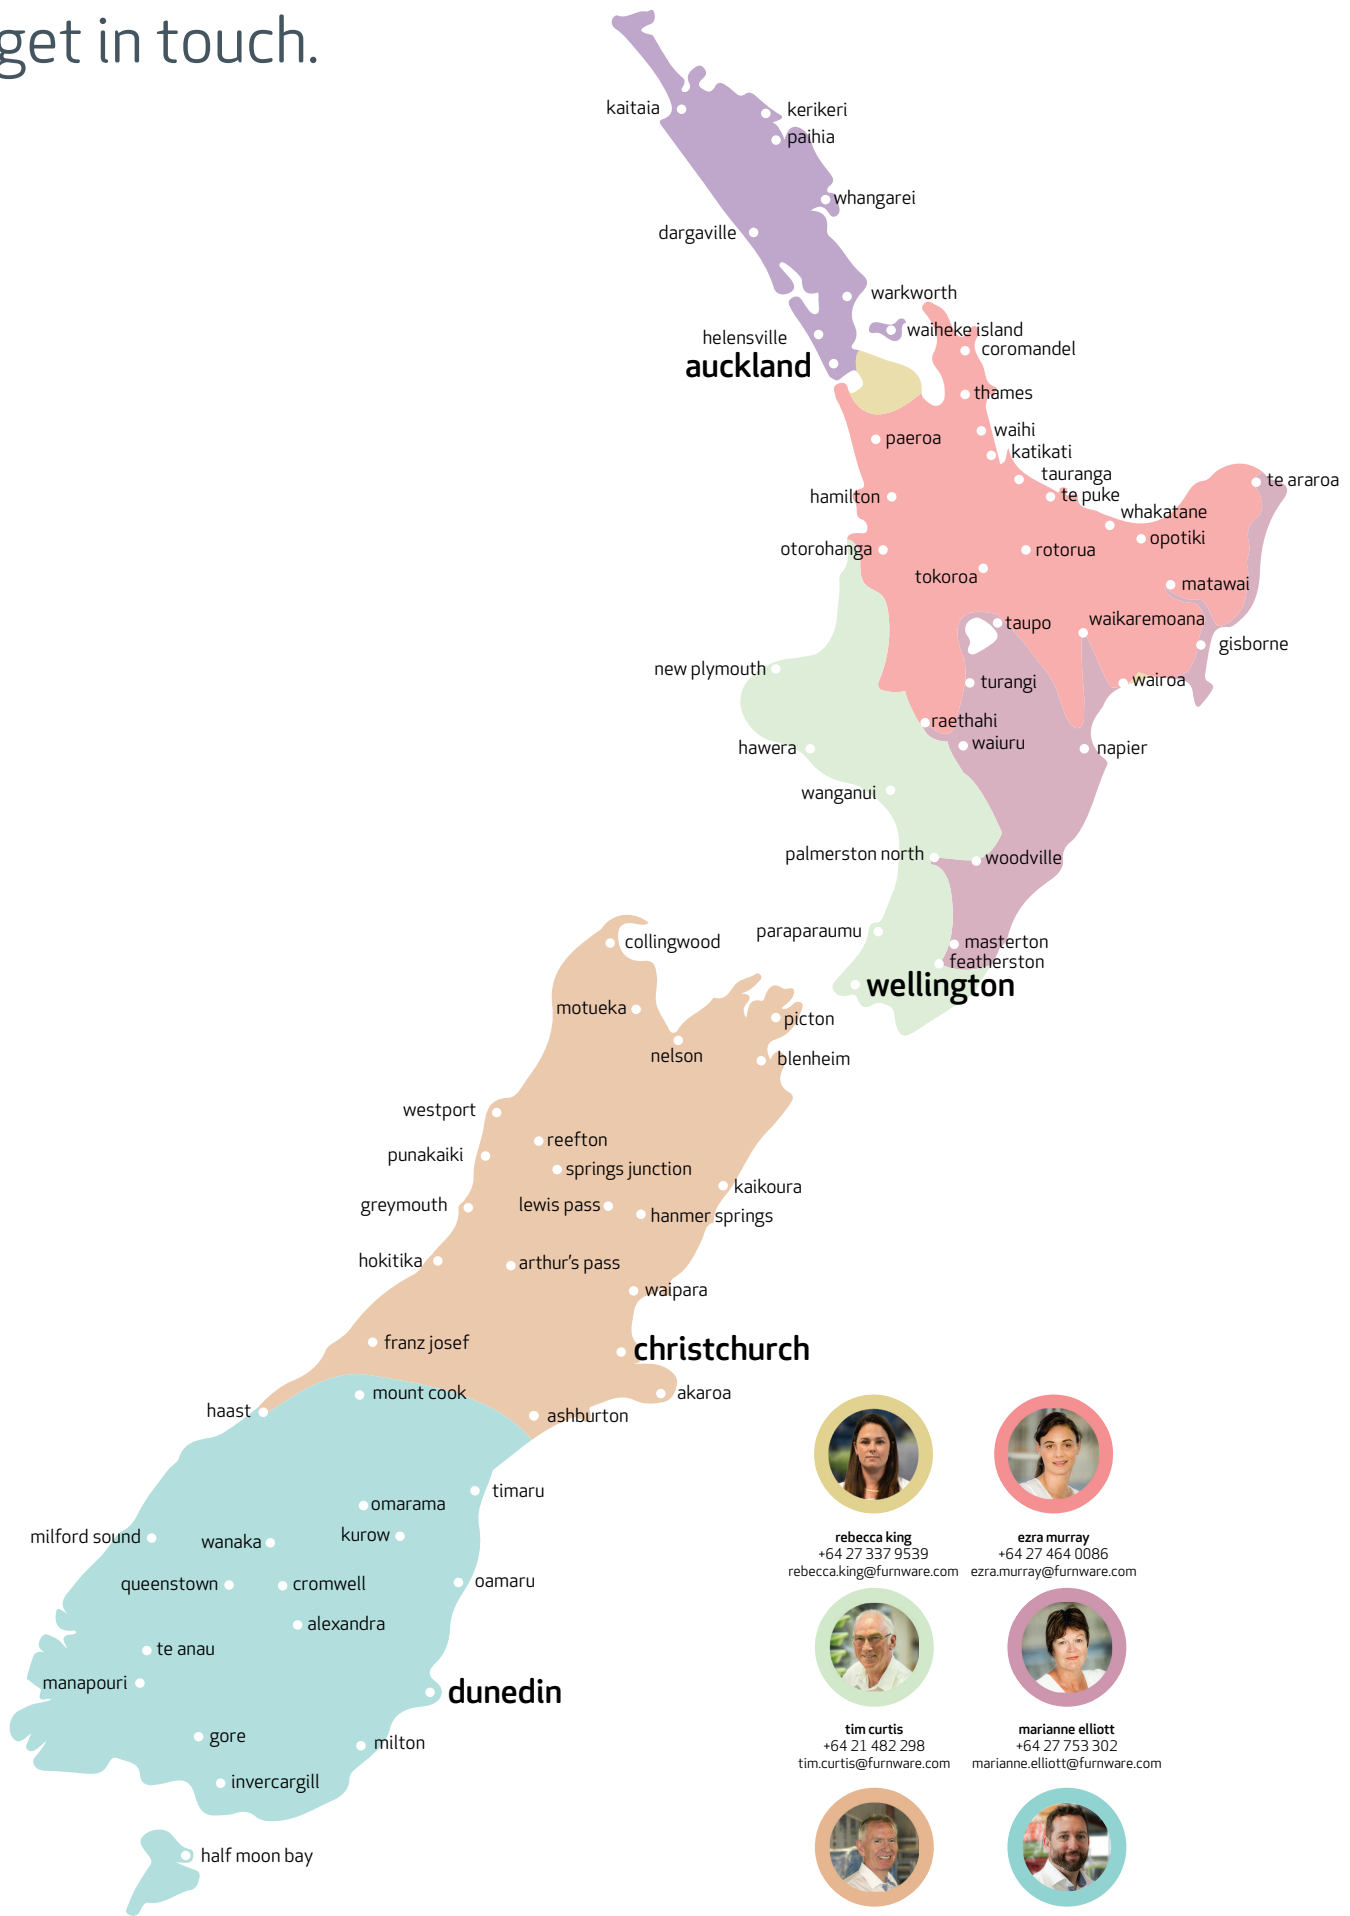 get in touch.
kaitaia
kerikeri
paihia
whangarei
dargaville
warkworth
waiheke island
helensville
coromandel
auckland
thames
waihi
paeroa
katikati
tauranga
te araroa
hamilton
te puke
whakatane
opotiki
otorohanga
rotorua
tokoroa
matawai
taupo
waikaremoana
gisborne
new plymouth
turangi
wairoa
raethahi
waiuru
hawera
napier
wanganui
palmerston north
woodville
paraparaumu
masterton
collingwood
featherston
wellington
motueka
picton
nelson
blenheim
westport
reefton
punakaiki
springs junction
kaikoura
greymouth
lewis pass
hanmer springs
hokitika
arthur's pass
waipara
franz josef
christchurch
mount cook
akaroa
haast
ashburton
timaru
omarama
milford sound
wanaka
kurow
queenstown
cromwell
oamaru
alexandra
te anau
manapouri
dunedin
gore
milton
invercargill
half moon bay
rebecca king
+64 27 337 9539
rebecca.king@furnware.com
ezra murray
+64 27 464 0086
ezra.murray@furnware.com
tim curtis
+64 21 482 298
tim.curtis@furnware.com
marianne elliott
+64 27 753 302
marianne.elliott@furnware.com